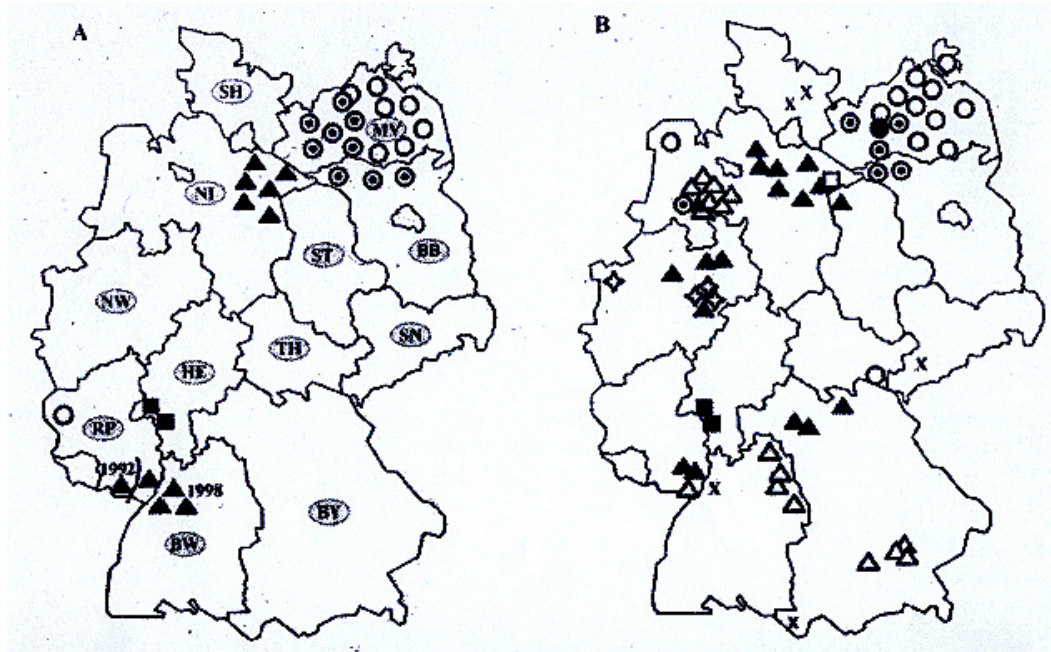 A
B
SH
MV
NI
ST
BB
NW
SN
TH
HE
RP
(1992)
1998
BY
BW
x
x
x
x
x